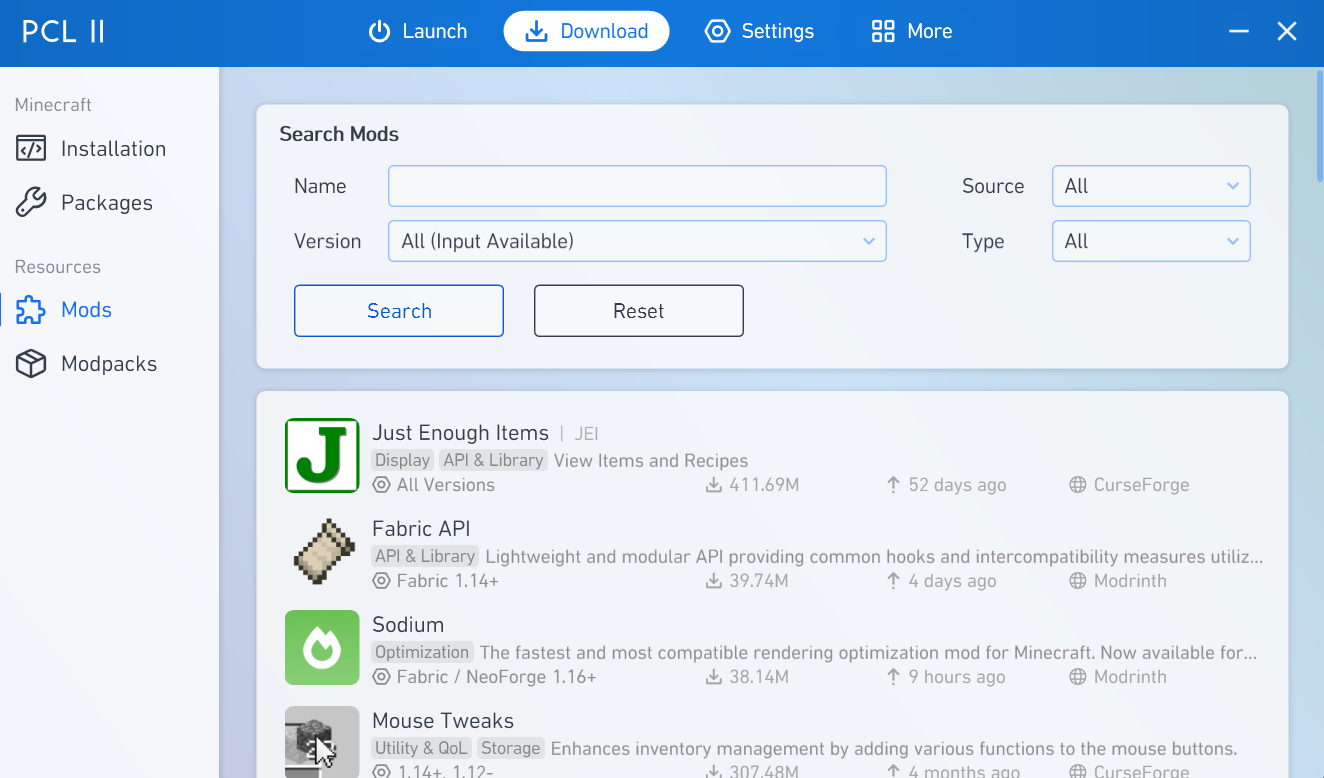 PCL II
Launch
Download
Settings
More
Minecraft
Installation
Packages
Resources
Mods
Modpacks
Search Mods
Name
Source All
Version All (Input Available)
Type All
Search
Reset
Just Enough Items | JEI
Display API & Library View Items and Recipes
All Versions 411.69M 52 days ago CurseForge
Fabric API
API & Library Lightweight and modular API providing common hooks and intercompatibility measures utiliz...
Fabric 1.14+ 39.74M 4 days ago Modrinth
Sodium
Optimization The fastest and most compatible rendering optimization mod for Minecraft. Now available for...
Fabric / NeoForge 1.16+ 38.14M 9 hours ago Modrinth
Mouse Tweaks
Utility & QoL Storage Enhances inventory management by adding various functions to the mouse buttons.
1.14+, 1.12- 307.48M 4 months ago CurseForge